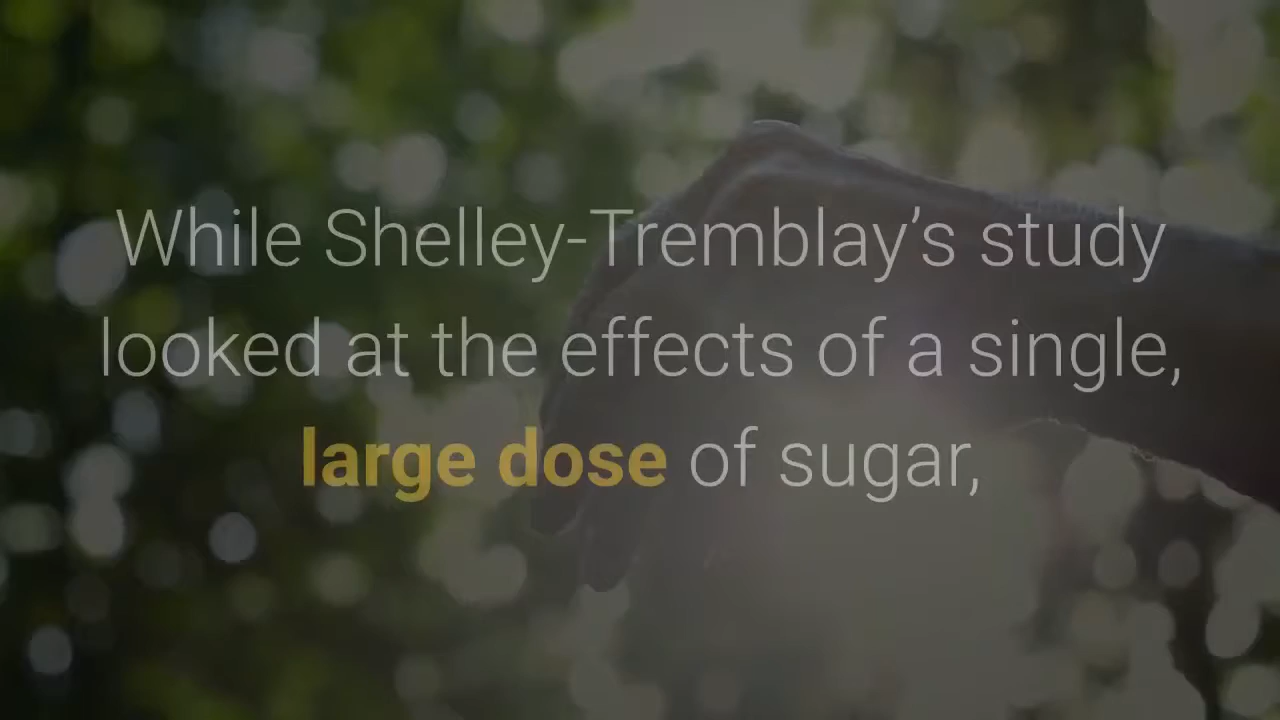 While Shelley-Tremblay’s study
looked at the effects of a single,
large dose of sugar,